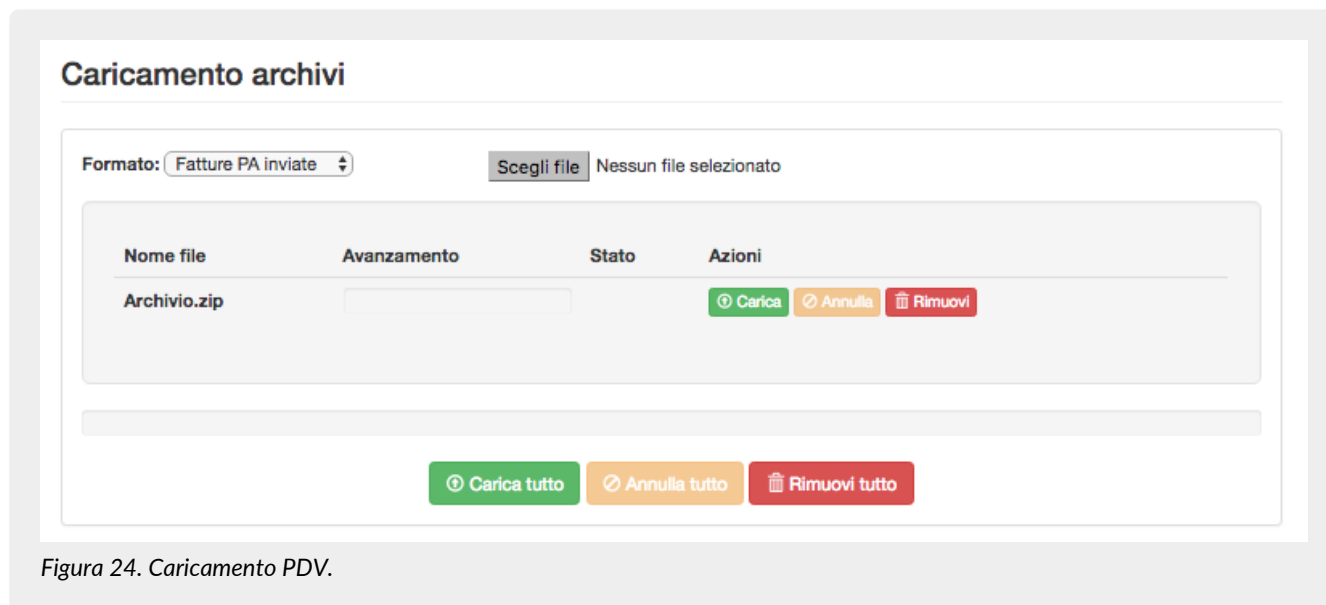 Caricamento archivi
Formato: Fatture PA inviate Scegli file Nessun file selezionato
Nome file Avanzamento Stato Azioni
Archivio.zip Carica Annulla Rimuovi
Carica tutto Annulla tutto Rimuovi tutto
Figura 24. Caricamento PDV.